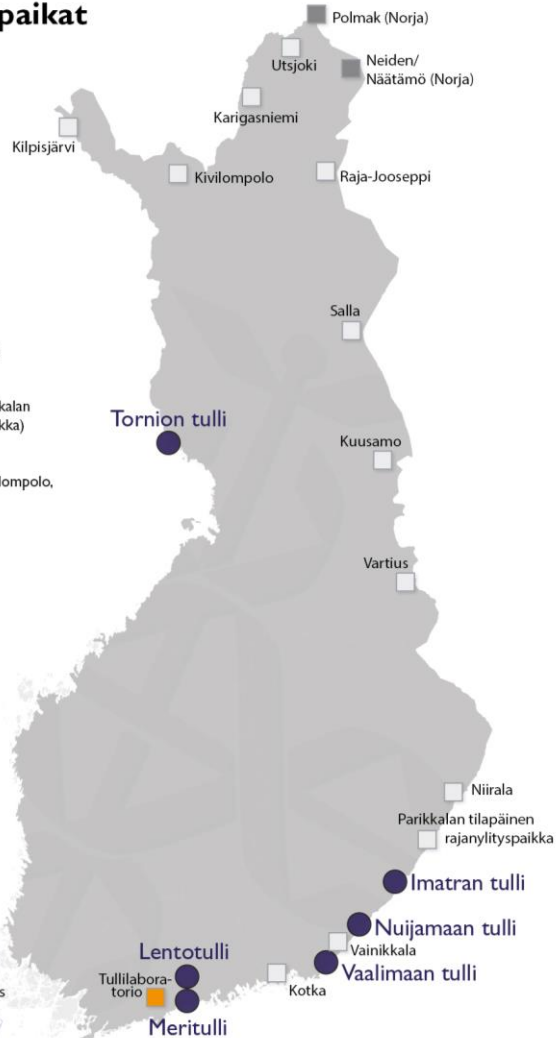 paikat
Polmak (Norja)
Utsjoki
Neiden/
Näätämö (Norja)
Karigasniemi
Kilpisjärvi
Kivilompolo
Raja-Jooseppi
Salla
kalan
kka)
Tornion tulli
Kuusamo
lompolo,
Vartius
Niirala
Parikkalan tilapäinen
rajanylityspaikka
Imatran tulli
Nuijamaan tulli
Vainikkala
Lentotulli
Vaalimaan tulli
Tullilabora-
torio
Kotka
s
Meritulli